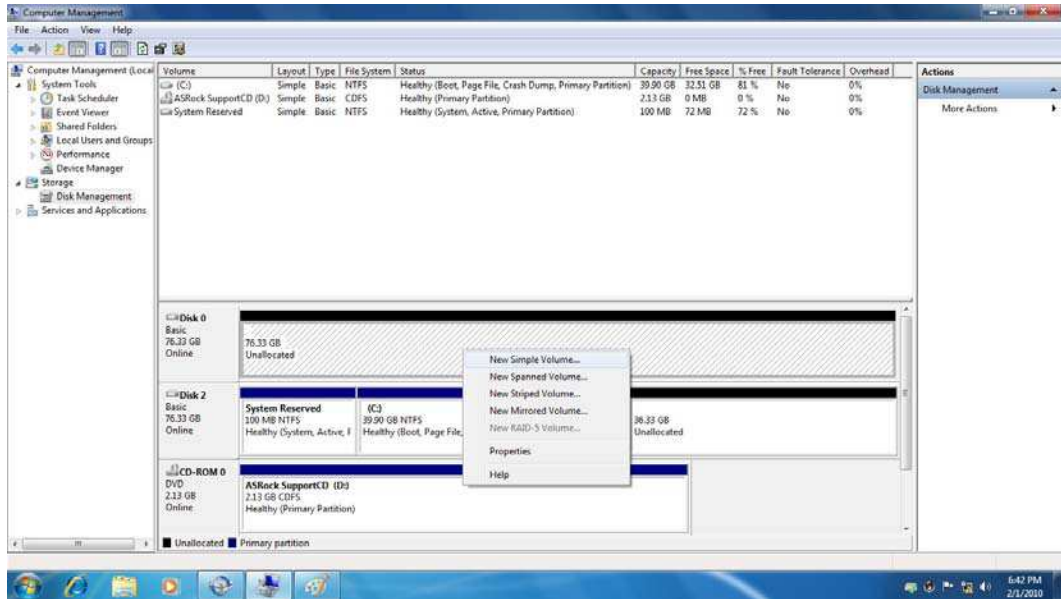 Computer Management
File Action View Help
Computer Management (Local
System Tools
Task Scheduler
Event Viewer
Shared Folders
Local Users and Groups
Performance
Device Manager
Storage
Disk Management
Services and Applications
Volume Layout Type File System Status Capacity Free Space % Free Fault Tolerance Overhead
(C:) Simple Basic NTFS Healthy (Boot, Page File, Crash Dump, Primary Partition) 39.90 GB 32.51 GB 81 % No 0%
ASRock SupportCD (D:) Simple Basic CDFS Healthy (Primary Partition) 2.13 GB 0 MB 0 % No 0%
System Reserved Simple Basic NTFS Healthy (System, Active, Primary Partition) 100 MB 72 MB 72 % No 0%
Actions
Disk Management
More Actions
Disk 0
Basic
76.33 GB
Online
76.33 GB
Unallocated
New Simple Volume...
New Spanned Volume...
New Striped Volume...
New Mirrored Volume...
New RAID-5 Volume...
Properties
Help
Disk 2
Basic
76.33 GB
Online
System Reserved
100 MB NTFS
Healthy (System, Active, F
(C:)
39.90 GB NTFS
Healthy (Boot, Page File,
36.33 GB
Unallocated
CD-ROM 0
DVD
2.13 GB
Online
ASRock SupportCD (D:)
2.13 GB CDFS
Healthy (Primary Partition)
Unallocated Primary partition
6:42 PM
2/1/2010